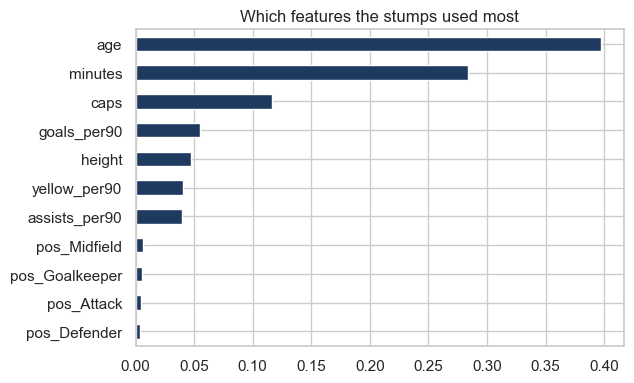 Which features the stumps used most
age
minutes
caps
goals_per90
height
yellow_per90
assists_per90
pos_Midfield
pos_Goalkeeper
pos_Attack
pos_Defender
0.00 0.05 0.10 0.15 0.20 0.25 0.30 0.35 0.40